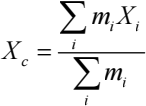 X_c = \frac{\sum_i m_i X_i}{\sum_i m_i}